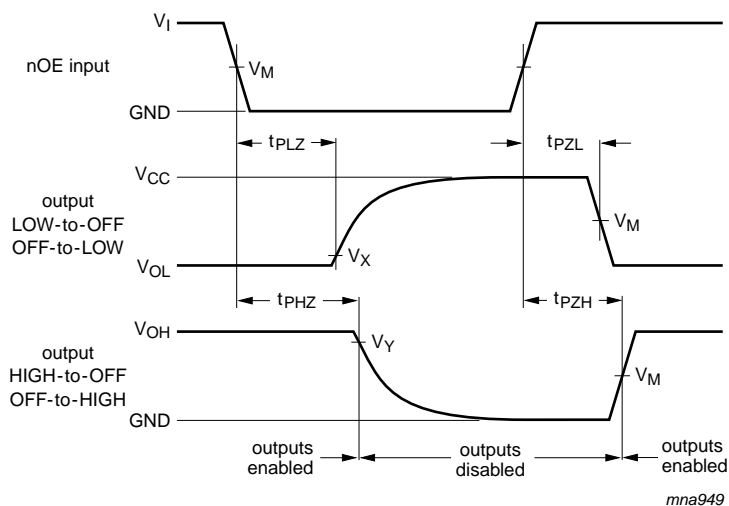 VI
nOE input
VM
GND
tPLZ
tPZL
VCC
output
LOW-to-OFF
OFF-to-LOW
VM
VX
VOL
tPHZ
tPZH
VOH
output
HIGH-to-OFF
OFF-to-HIGH
VY
VM
GND
outputs
enabled
outputs
disabled
outputs
enabled
mna949